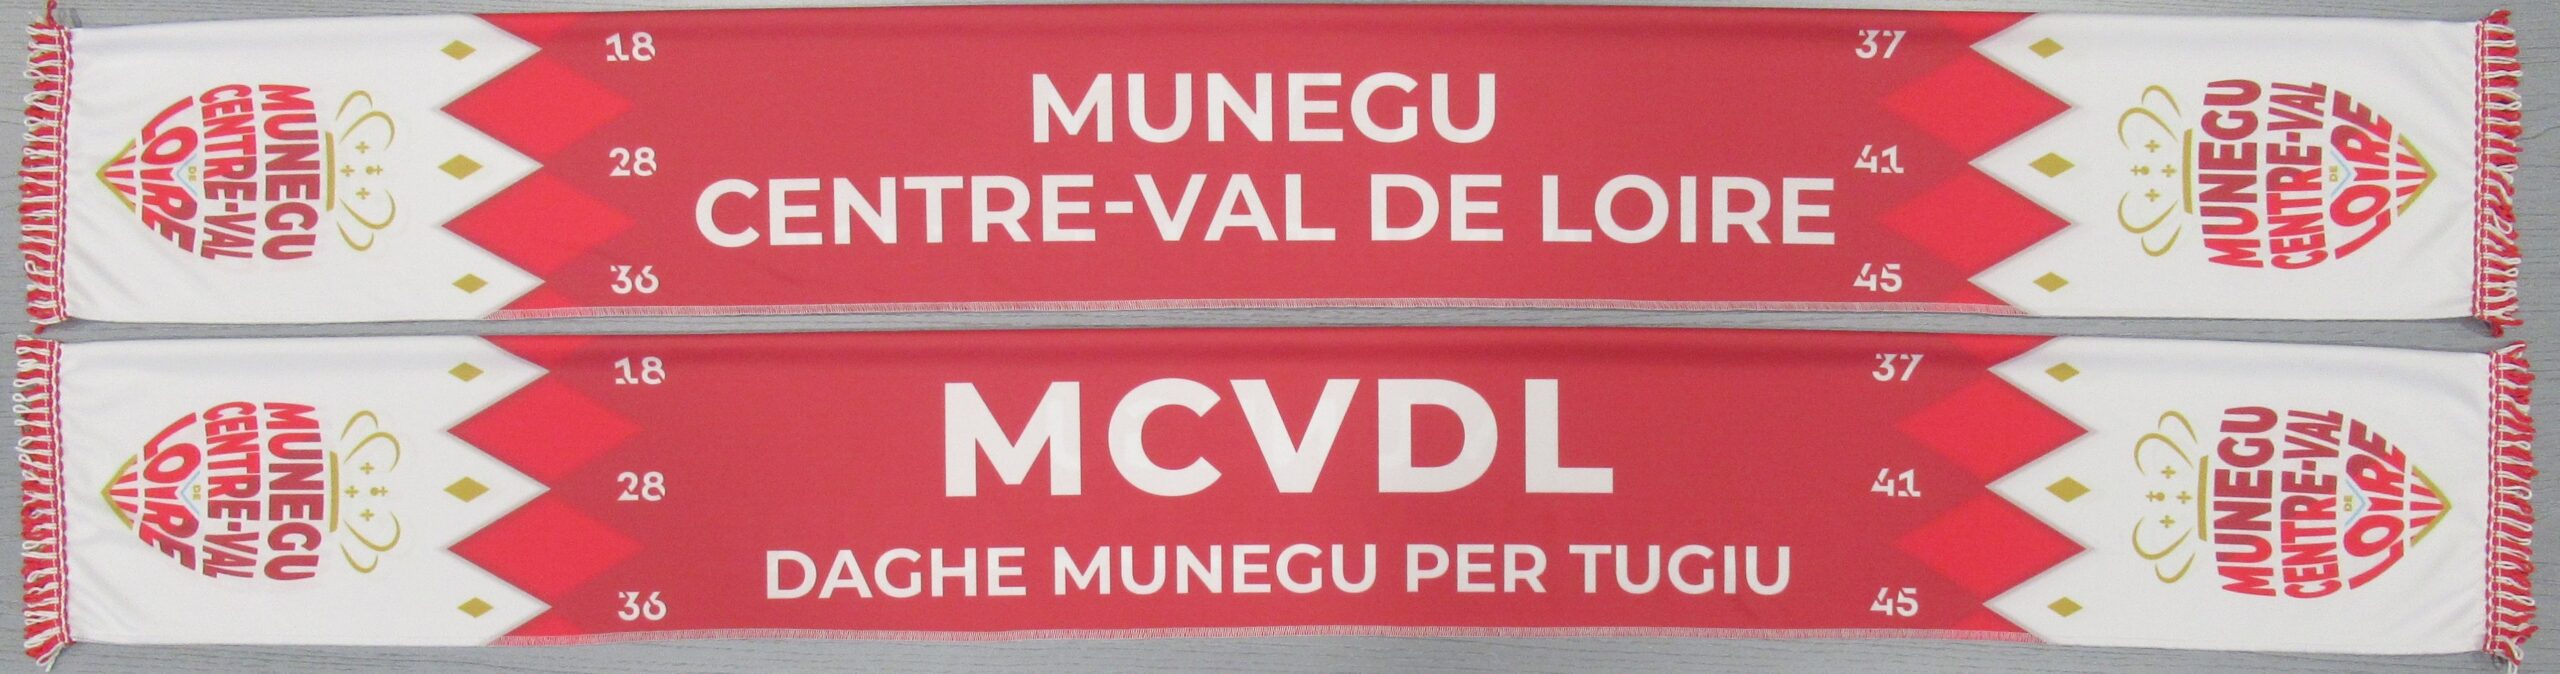 MUNEGU
CENTRE-VAL
DE
LOIRE
18
28
36
MUNEGU
CENTRE-VAL DE LOIRE
37
41
45
MUNEGU
CENTRE-VAL
DE
LOIRE
MUNEGU
CENTRE-VAL
DE
LOIRE
18
28
36
MCVDL
DAGHE MUNEGU PER TUGIU
37
41
45
MUNEGU
CENTRE-VAL
DE
LOIRE